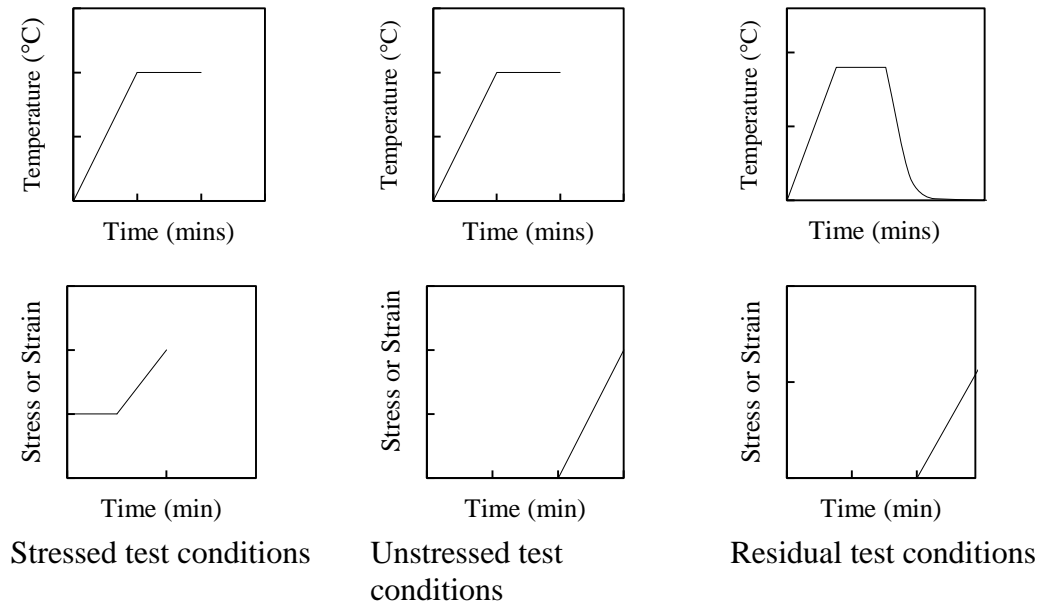 Temperature (°C)
Time (mins)
Temperature (°C)
Time (mins)
Temperature (°C)
Time (mins)
Stress or Strain
Time (min)
Stress or Strain
Time (min)
Stress or Strain
Time (min)
Stressed test conditions
Unstressed test
conditions
Residual test conditions